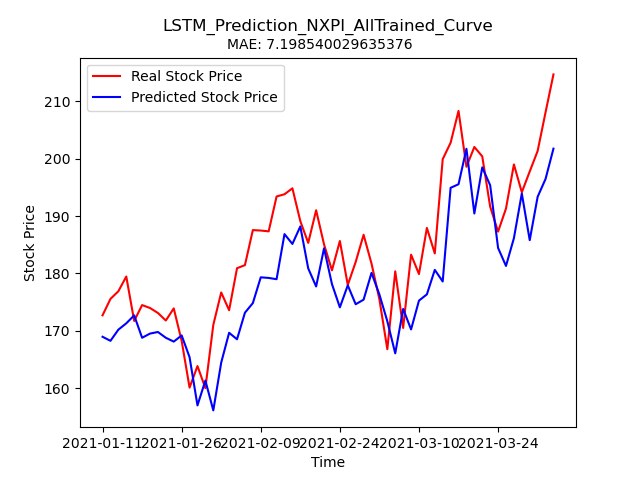 LSTM_Prediction_NXPI_AllTrained_Curve
MAE: 7.198540029635376
Real Stock Price
Predicted Stock Price
Stock Price
210
200
190
180
170
160
2021-01-11 2021-01-26 2021-02-09 2021-02-24 2021-03-10 2021-03-24
Time